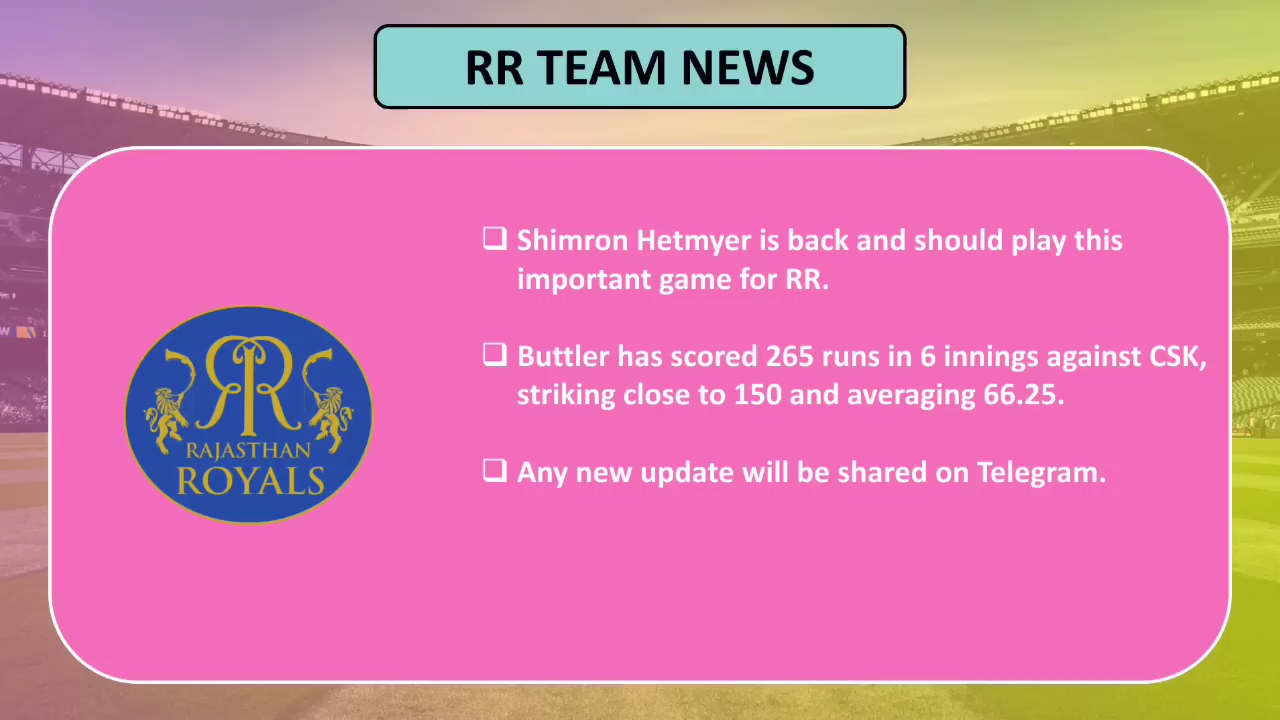 RR TEAM NEWS
Shimron Hetmyer is back and should play this
important game for RR.
Buttler has scored 265 runs in 6 innings against CSK,
striking close to 150 and averaging 66.25.
Any new update will be shared on Telegram.
RR
RAJASTHAN
ROYALS